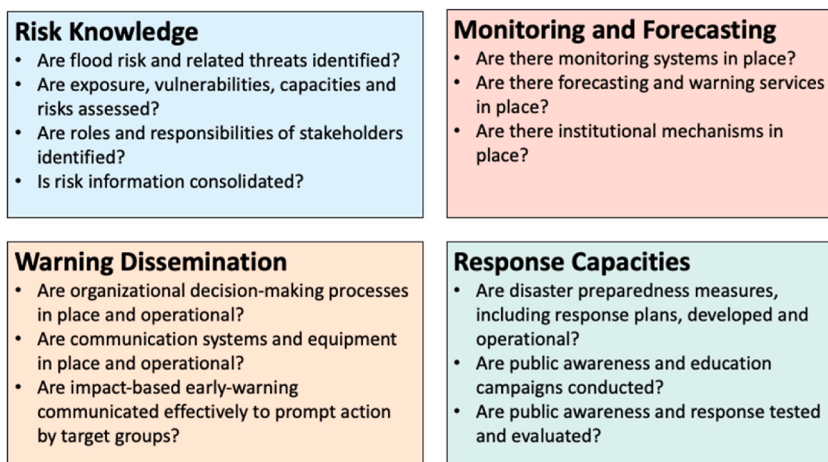 Risk Knowledge
• Are flood risk and related threats identified?
• Are exposure, vulnerabilities, capacities and
risks assessed?
• Are roles and responsibilities of stakeholders
identified?
• Is risk information consolidated?
Monitoring and Forecasting
• Are there monitoring systems in place?
• Are there forecasting and warning services
in place?
• Are there institutional mechanisms in
place?
Warning Dissemination
• Are organizational decision-making processes
in place and operational?
• Are communication systems and equipment
in place and operational?
• Are impact-based early-warning
communicated effectively to prompt action
by target groups?
Response Capacities
• Are disaster preparedness measures,
including response plans, developed and
operational?
• Are public awareness and education
campaigns conducted?
• Are public awareness and response tested
and evaluated?